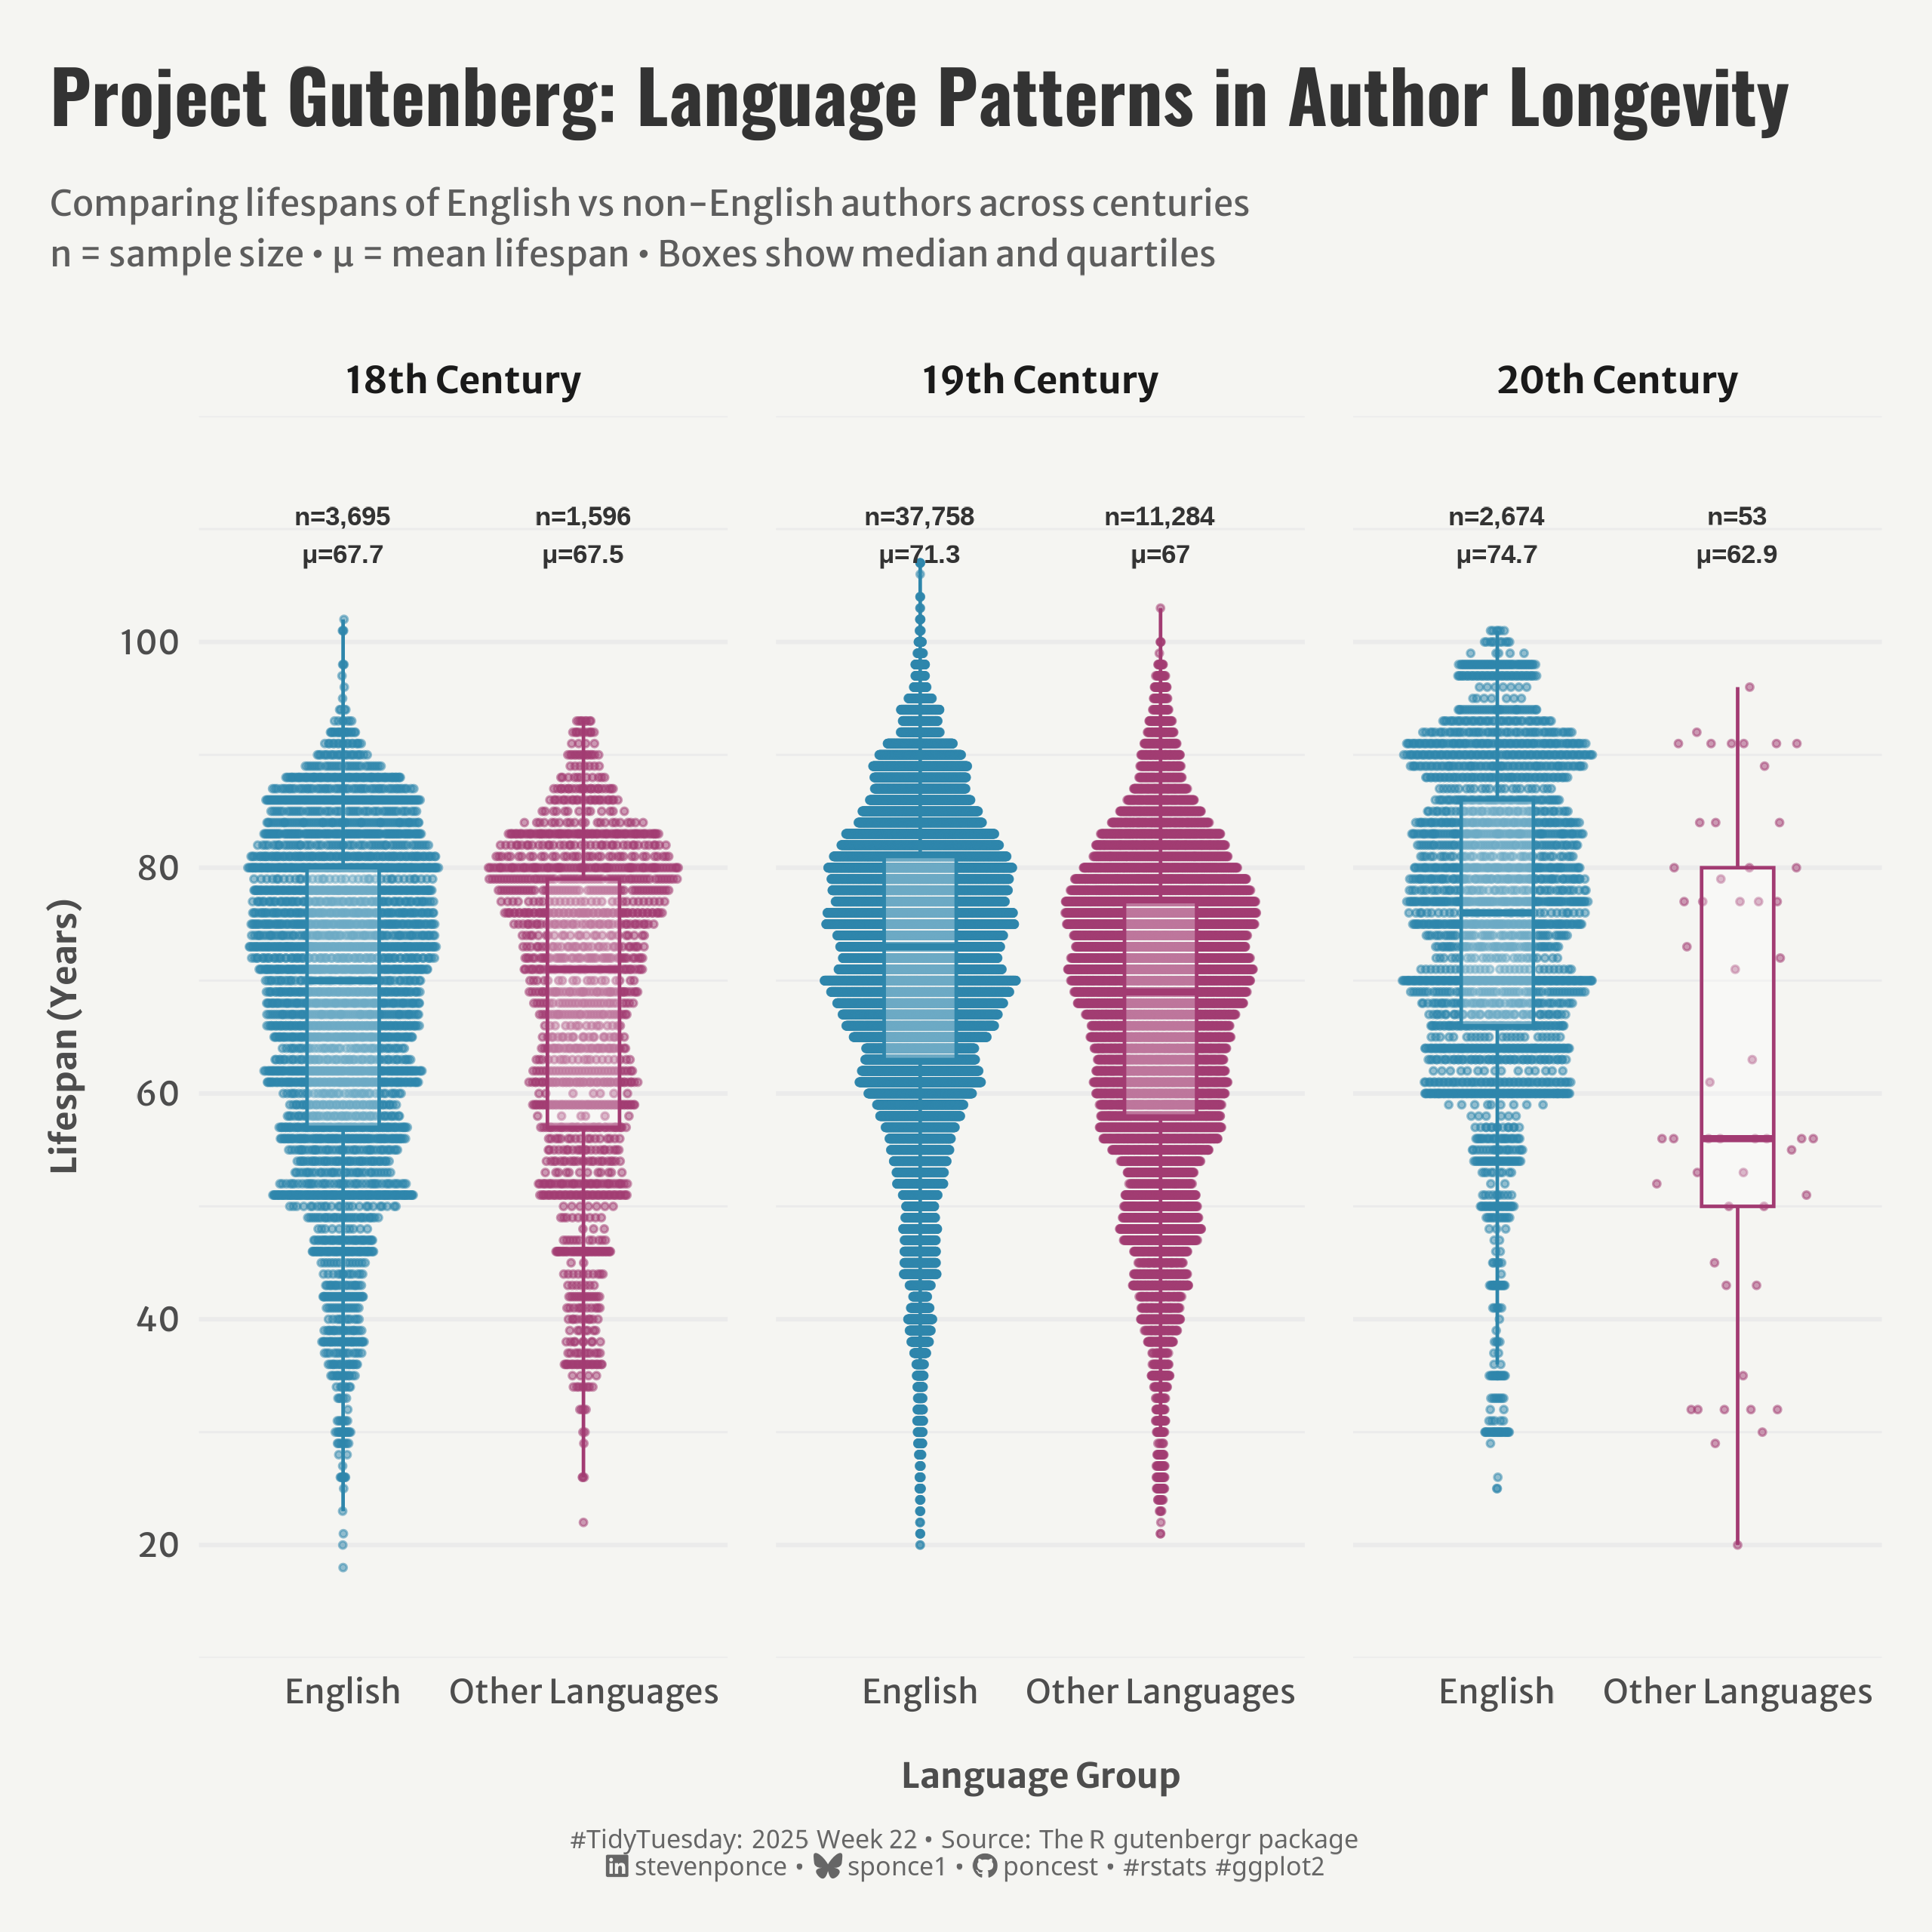 Project Gutenberg: Language Patterns in Author Longevity
Comparing lifespans of English vs non-English authors across centuries
n = sample size • μ = mean lifespan • Boxes show median and quartiles
18th Century
19th Century
20th Century
n=3,695
μ=67.7
n=1,596
μ=67.5
n=37,758
μ=71.3
n=11,284
μ=67
n=2,674
μ=74.7
n=53
μ=62.9
Lifespan (Years)
100
80
60
40
20
English
Other Languages
English
Other Languages
English
Other Languages
Language Group
#TidyTuesday: 2025 Week 22 • Source: The R gutenbergr package
stevenponce • sponce1 • poncest • #rstats #ggplot2